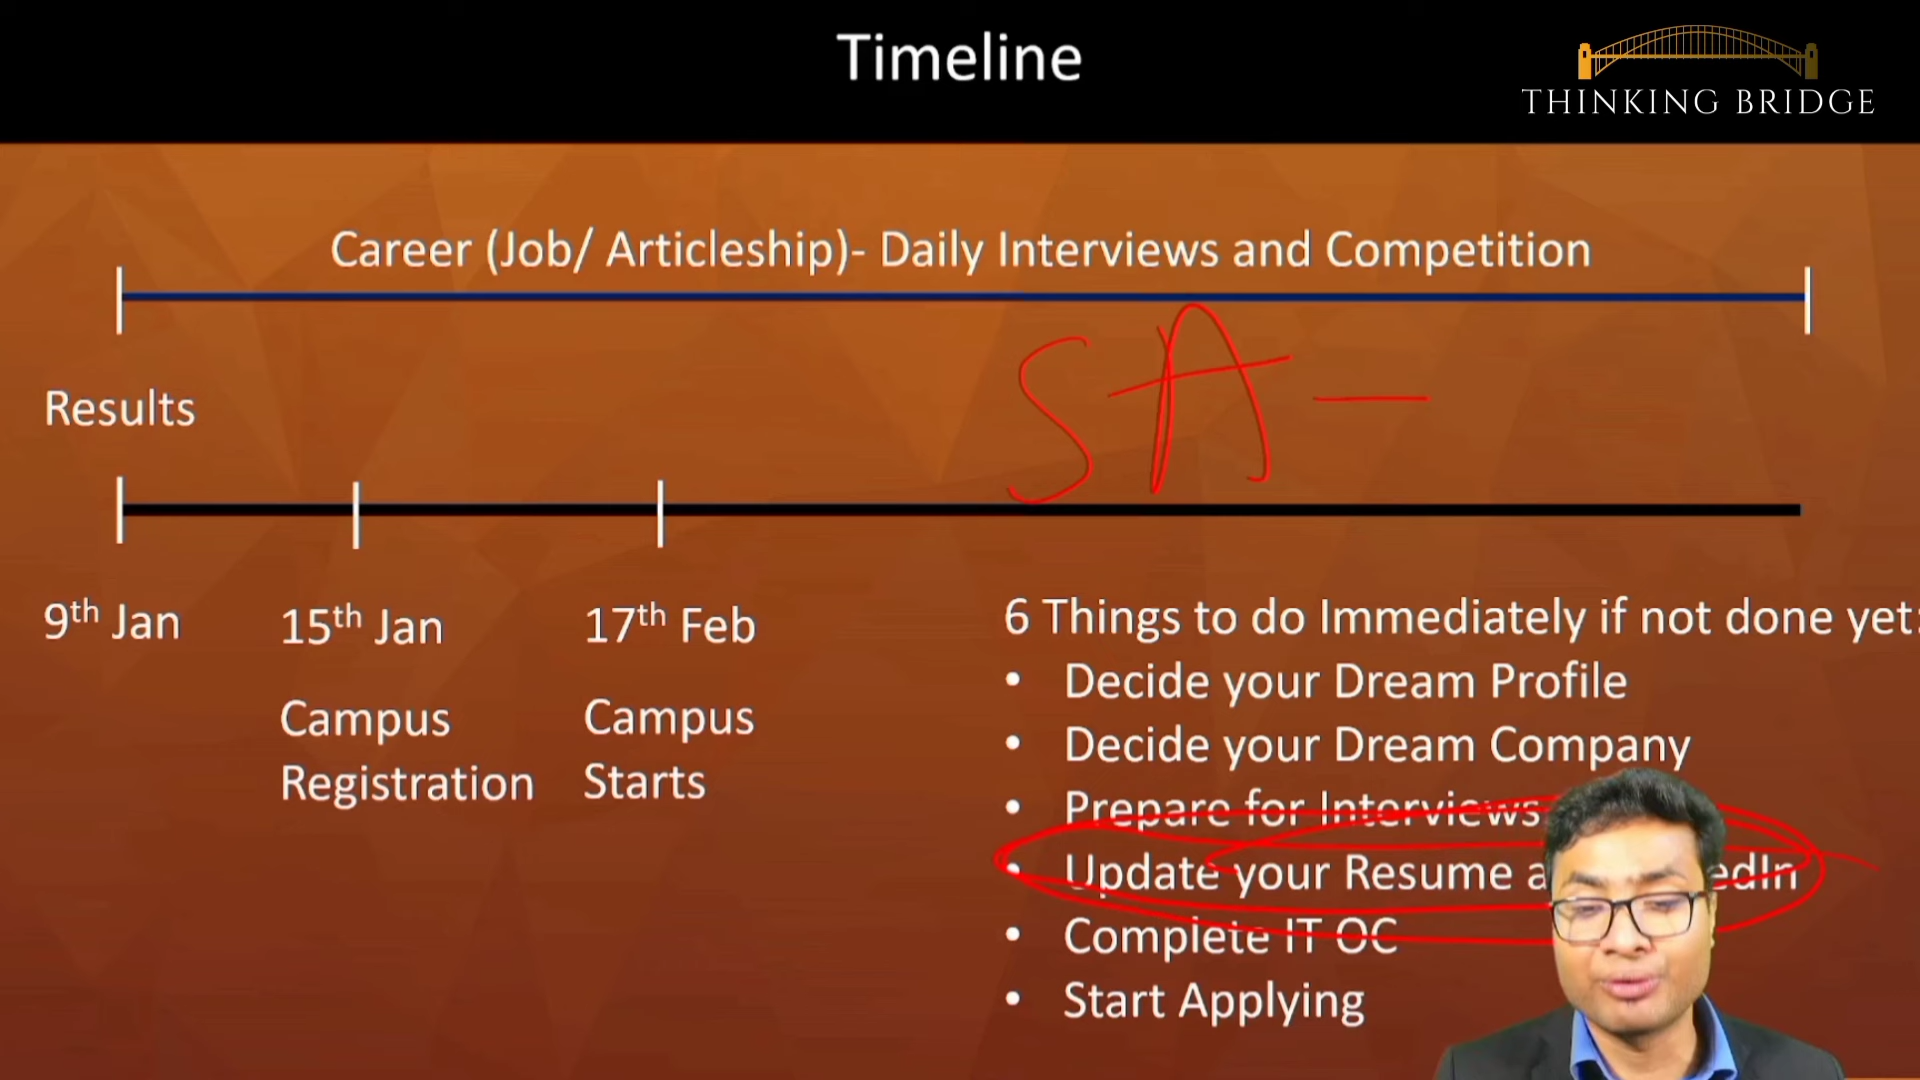 Timeline
THINKING BRIDGE
Career (Job/ Articleship)- Daily Interviews and Competition
SA-
Results
9th Jan
15th Jan
Campus
Registration
17th Feb
Campus
Starts
6 Things to do Immediately if not done yet:
• Decide your Dream Profile
• Decide your Dream Company
• Prepare for Interviews
• Update your Resume a edIn
• Complete IT OC
• Start Applying